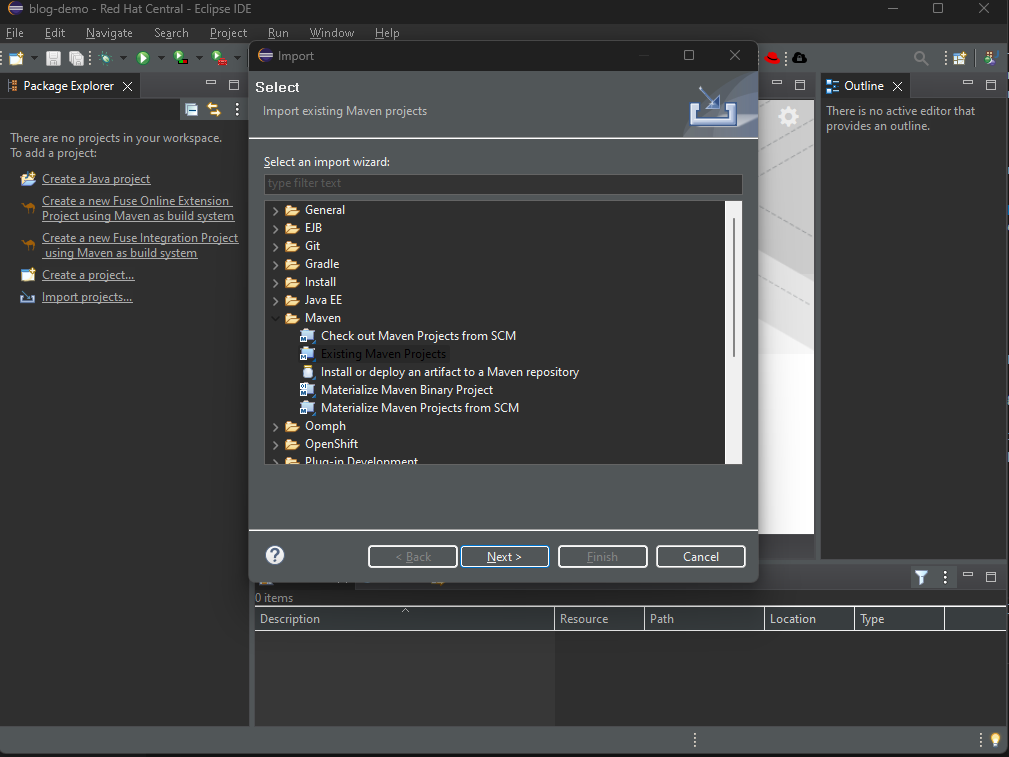 blog-demo - Red Hat Central - Eclipse IDE
File Edit Navigate Search Project Run Window Help
Package Explorer
There are no projects in your workspace.
To add a project:
Create a Java project
Create a new Fuse Online Extension
Project using Maven as build system
Create a new Fuse Integration Project
using Maven as build system
Create a project...
Import projects...
Import
Select
Import existing Maven projects
Select an import wizard:
type filter text
General
EJB
Git
Gradle
Install
Java EE
Maven
Check out Maven Projects from SCM
Existing Maven Projects
Install or deploy an artifact to a Maven repository
Materialize Maven Binary Project
Materialize Maven Projects from SCM
Oomph
OpenShift
Plug-in Development
< Back Next > Finish Cancel
Outline
There is no active editor that
provides an outline.
0 items
Description Resource Path Location Type